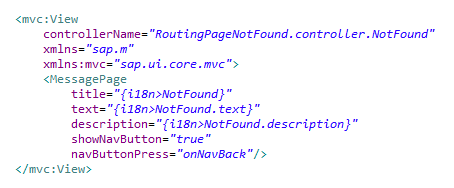 <mvc:View
controllerName="RoutingPageNotFound.controller.NotFound"
xmlns="sap.m"
xmlns:mvc="sap.ui.core.mvc">
<MessagePage
title="{i18n>NotFound}"
text="{i18n>NotFound.text}"
description="{i18n>NotFound.description}"
showNavButton="true"
navButtonPress="onNavBack"/>
</mvc:View>